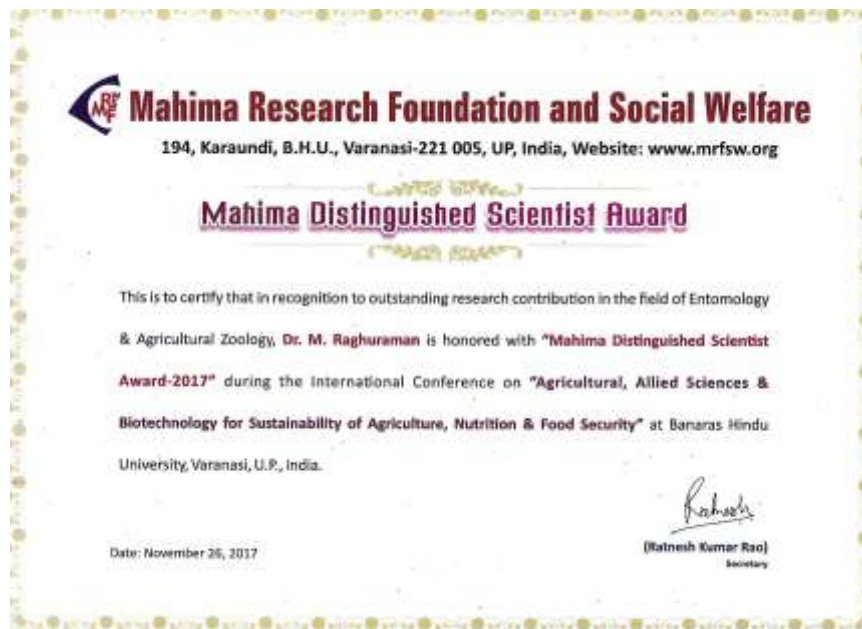 MRF
Mahima Research Foundation and Social Welfare
194, Karaundi, B.H.U., Varanasi-221 005, UP, India, Website: www.mrfsw.org
Mahima Distinguished Scientist Award
This is to certify that in recognition to outstanding research contribution in the field of Entomology
& Agricultural Zoology, Dr. M. Raghuraman is honored with "Mahima Distinguished Scientist
Award-2017" during the International Conference on "Agricultural, Allied Sciences &
Biotechnology for Sustainability of Agriculture, Nutrition & Food Security" at Banaras Hindu
University, Varanasi, U.P., India.
Ratnesh
Date: November 26, 2017
(Ratnesh Kumar Rao)
Secretary